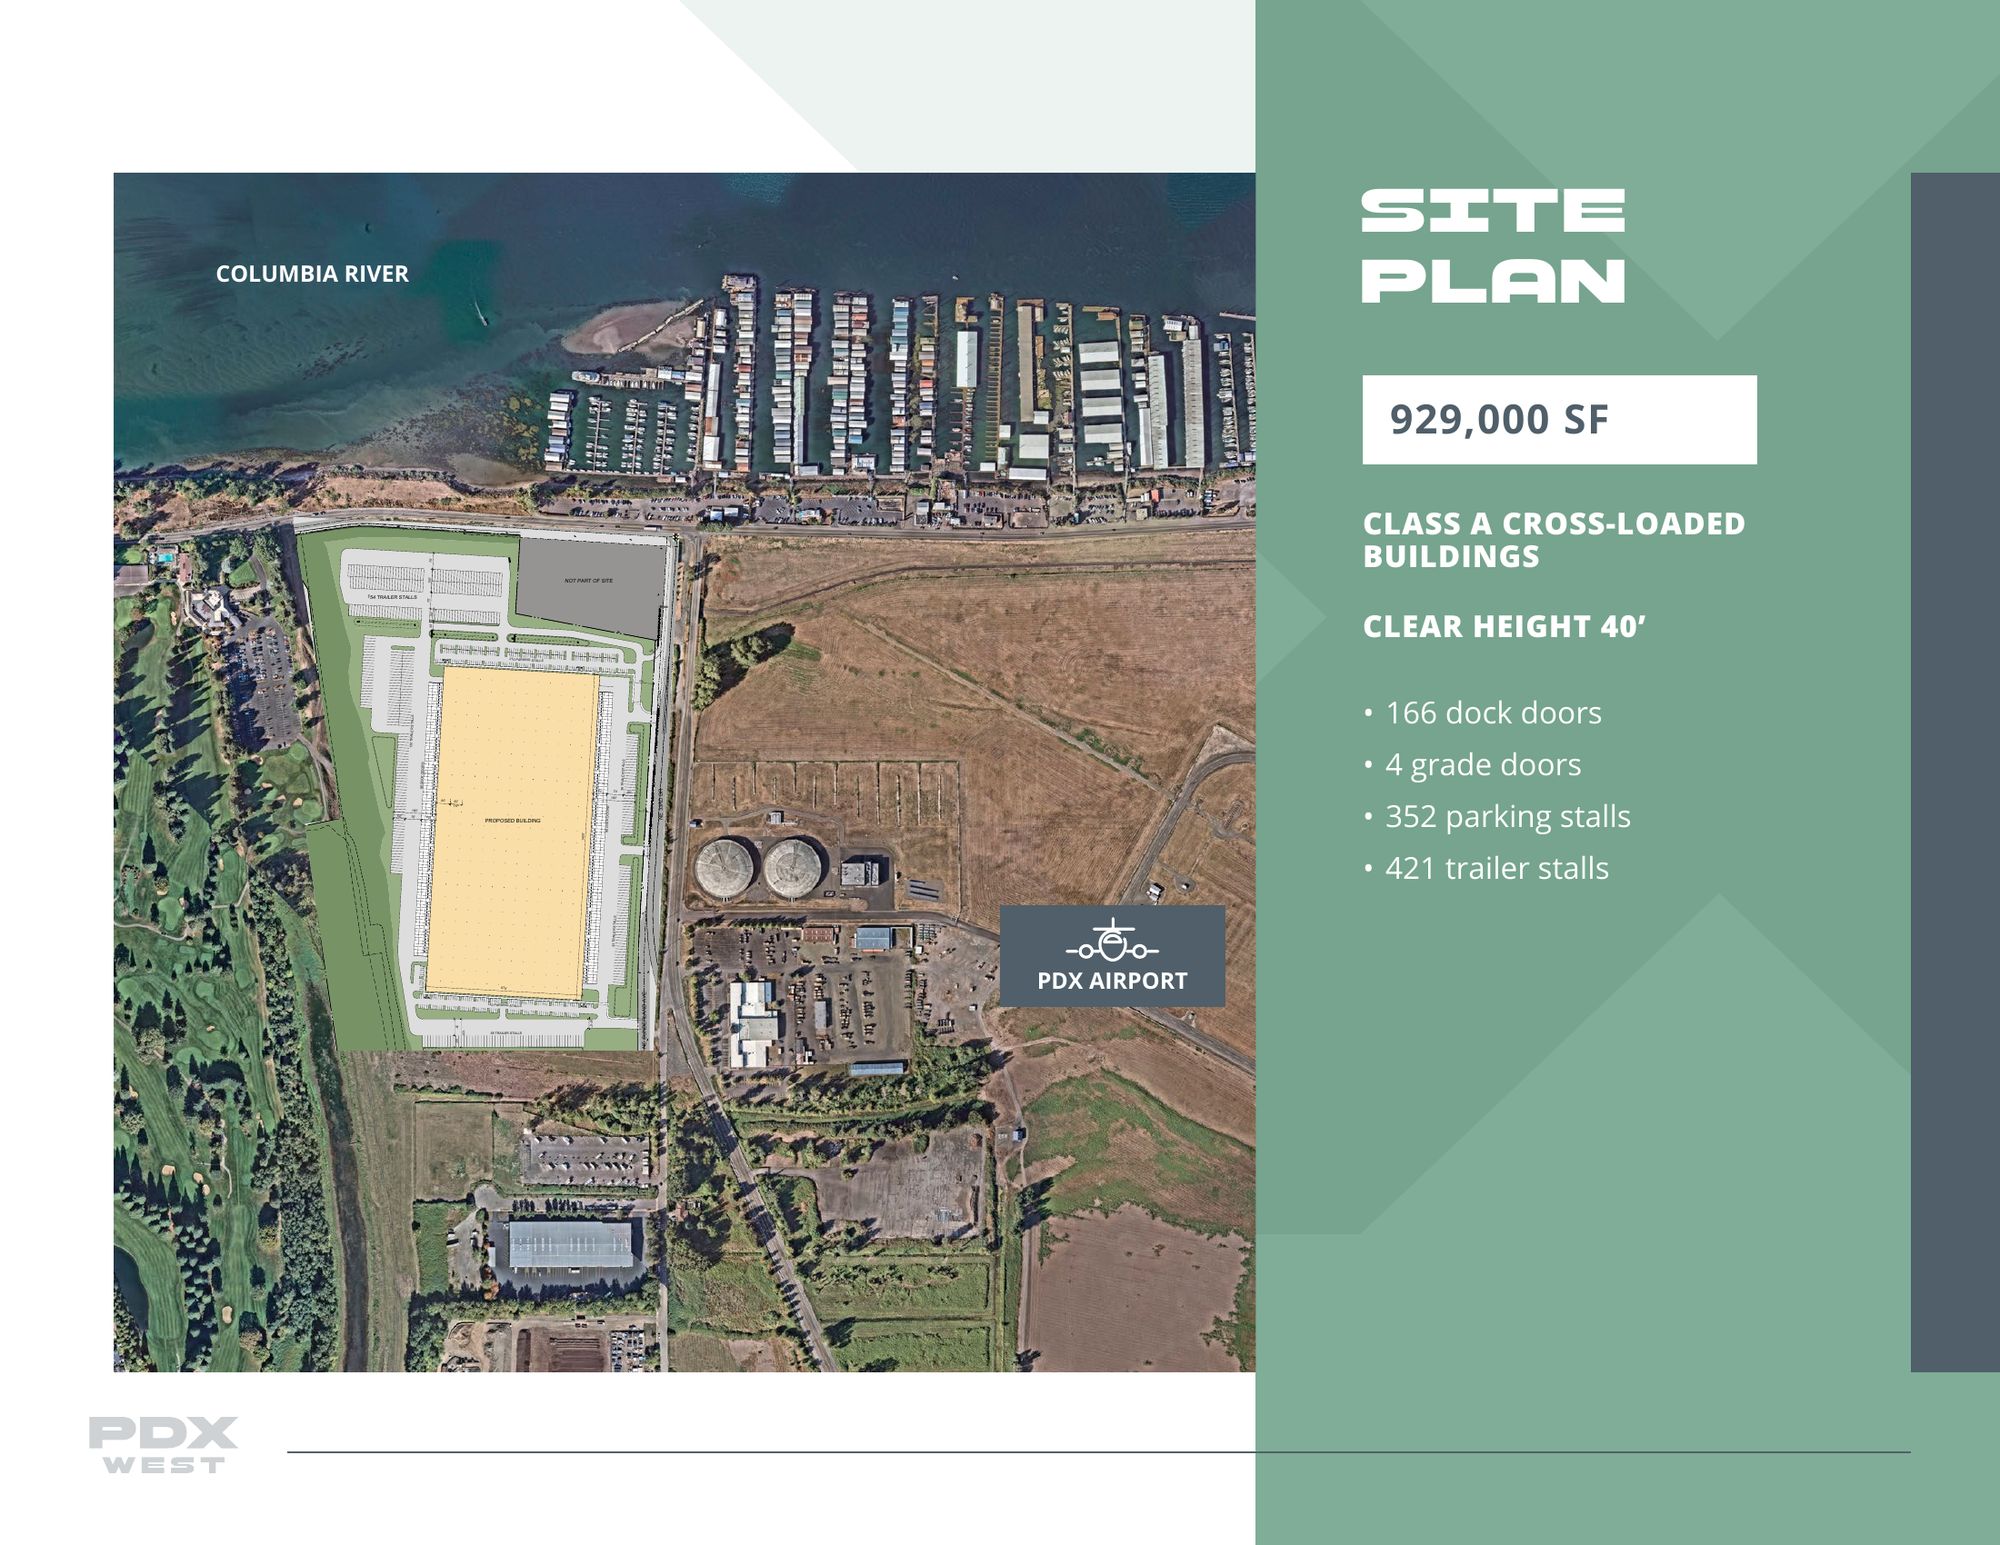 COLUMBIA RIVER
NOT PART OF SITE
154 TRAILER STALLS
PROPOSED BUILDING
PDX AIRPORT
SITE
PLAN
929,000 SF
CLASS A CROSS-LOADED
BUILDINGS
CLEAR HEIGHT 40’
• 166 dock doors
• 4 grade doors
• 352 parking stalls
• 421 trailer stalls
PDX
WEST